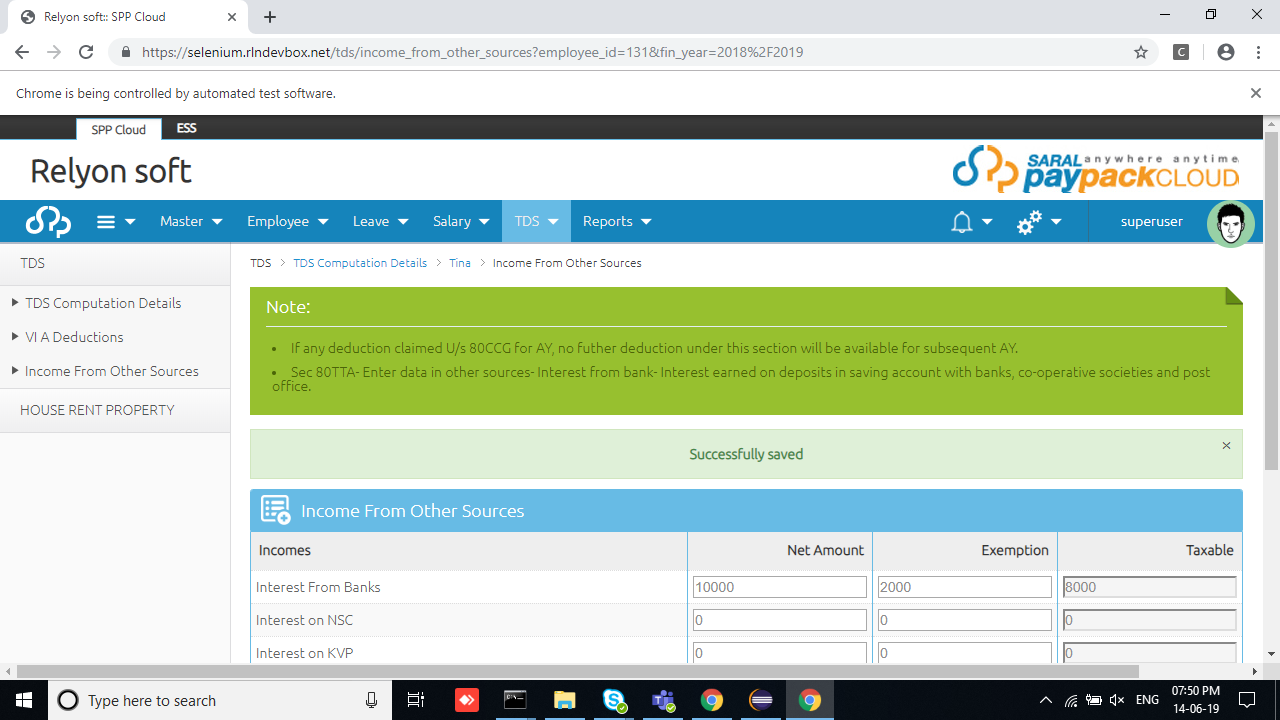 Relyon soft:: SPP Cloud
https://selenium.rlndevbox.net/tds/income_from_other_sources?employee_id=131&fin_year=2018%2F2019
C
Chrome is being controlled by automated test software.
SPP Cloud ESS
Relyon soft
SARAL anywhere anytime
paypackCLOUD
Master Employee Leave Salary TDS Reports superuser
TDS
TDS Computation Details
VI A Deductions
Income From Other Sources
HOUSE RENT PROPERTY
TDS > TDS Computation Details > Tina > Income From Other Sources
Note:
• If any deduction claimed U/s 80CCG for AY, no futher deduction under this section will be available for subsequent AY.
• Sec 80TTA- Enter data in other sources- Interest from bank- Interest earned on deposits in saving account with banks, co-operative societies and post
office.
Successfully saved ×
Income From Other Sources
Incomes Net Amount Exemption Taxable
Interest From Banks 10000 2000 8000
Interest on NSC 0 0 0
Interest on KVP 0 0 0
Type here to search
ENG
07:50 PM
14-06-19